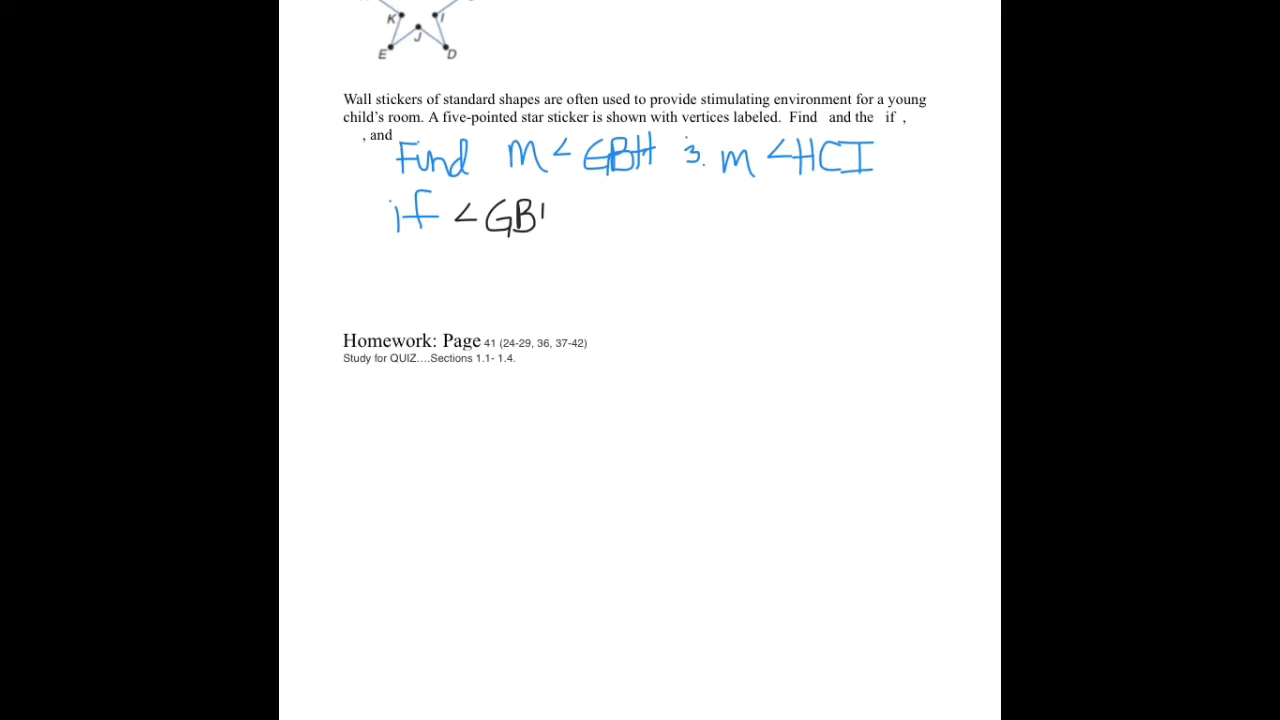 K I
J
E D
Wall stickers of standard shapes are often used to provide stimulating environment for a young
child's room. A five-pointed star sticker is shown with vertices labeled. Find and the if ,
, and
Find m∠GBH & m∠HCI
if ∠GB
Homework: Page 41 (24-29, 36, 37-42)
Study for QUIZ….Sections 1.1- 1.4.